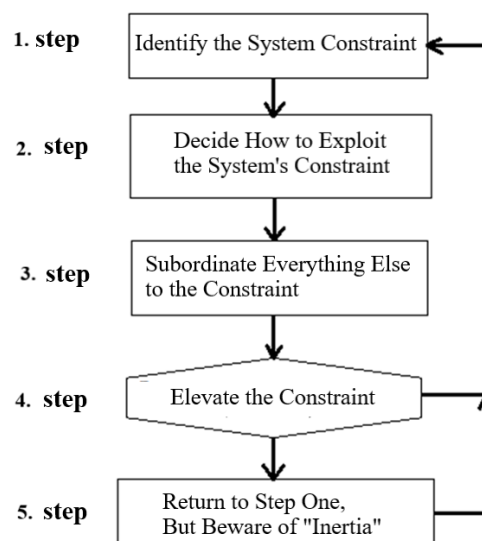 1. step
Identify the System Constraint
2. step
Decide How to Exploit
the System's Constraint
3. step
Subordinate Everything Else
to the Constraint
4. step
Elevate the Constraint
5. step
Return to Step One,
But Beware of "Inertia"